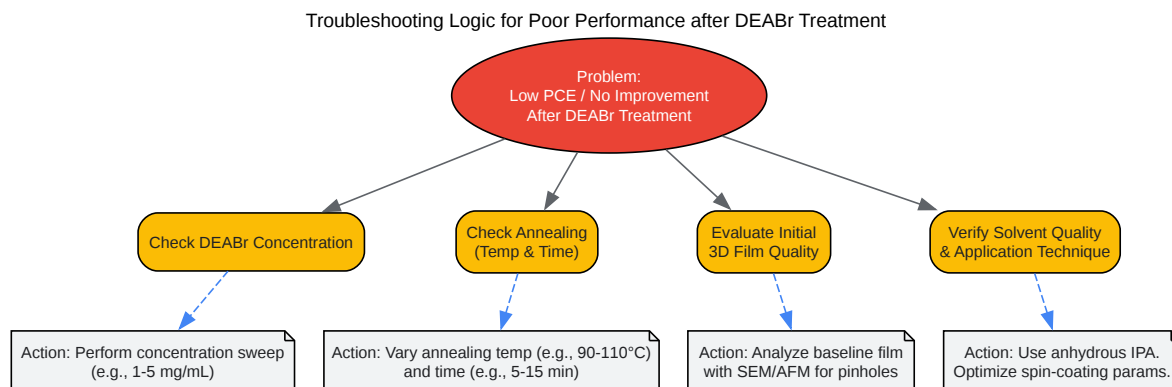 Troubleshooting Logic for Poor Performance after DEABr Treatment
Problem:
Low PCE / No Improvement
After DEABr Treatment
Check DEABr Concentration
Check Annealing
(Temp & Time)
Evaluate Initial
3D Film Quality
Verify Solvent Quality
& Application Technique
Action: Perform concentration sweep
(e.g., 1-5 mg/mL)
Action: Vary annealing temp (e.g., 90-110°C)
and time (e.g., 5-15 min)
Action: Analyze baseline film
with SEM/AFM for pinholes
Action: Use anhydrous IPA.
Optimize spin-coating params.